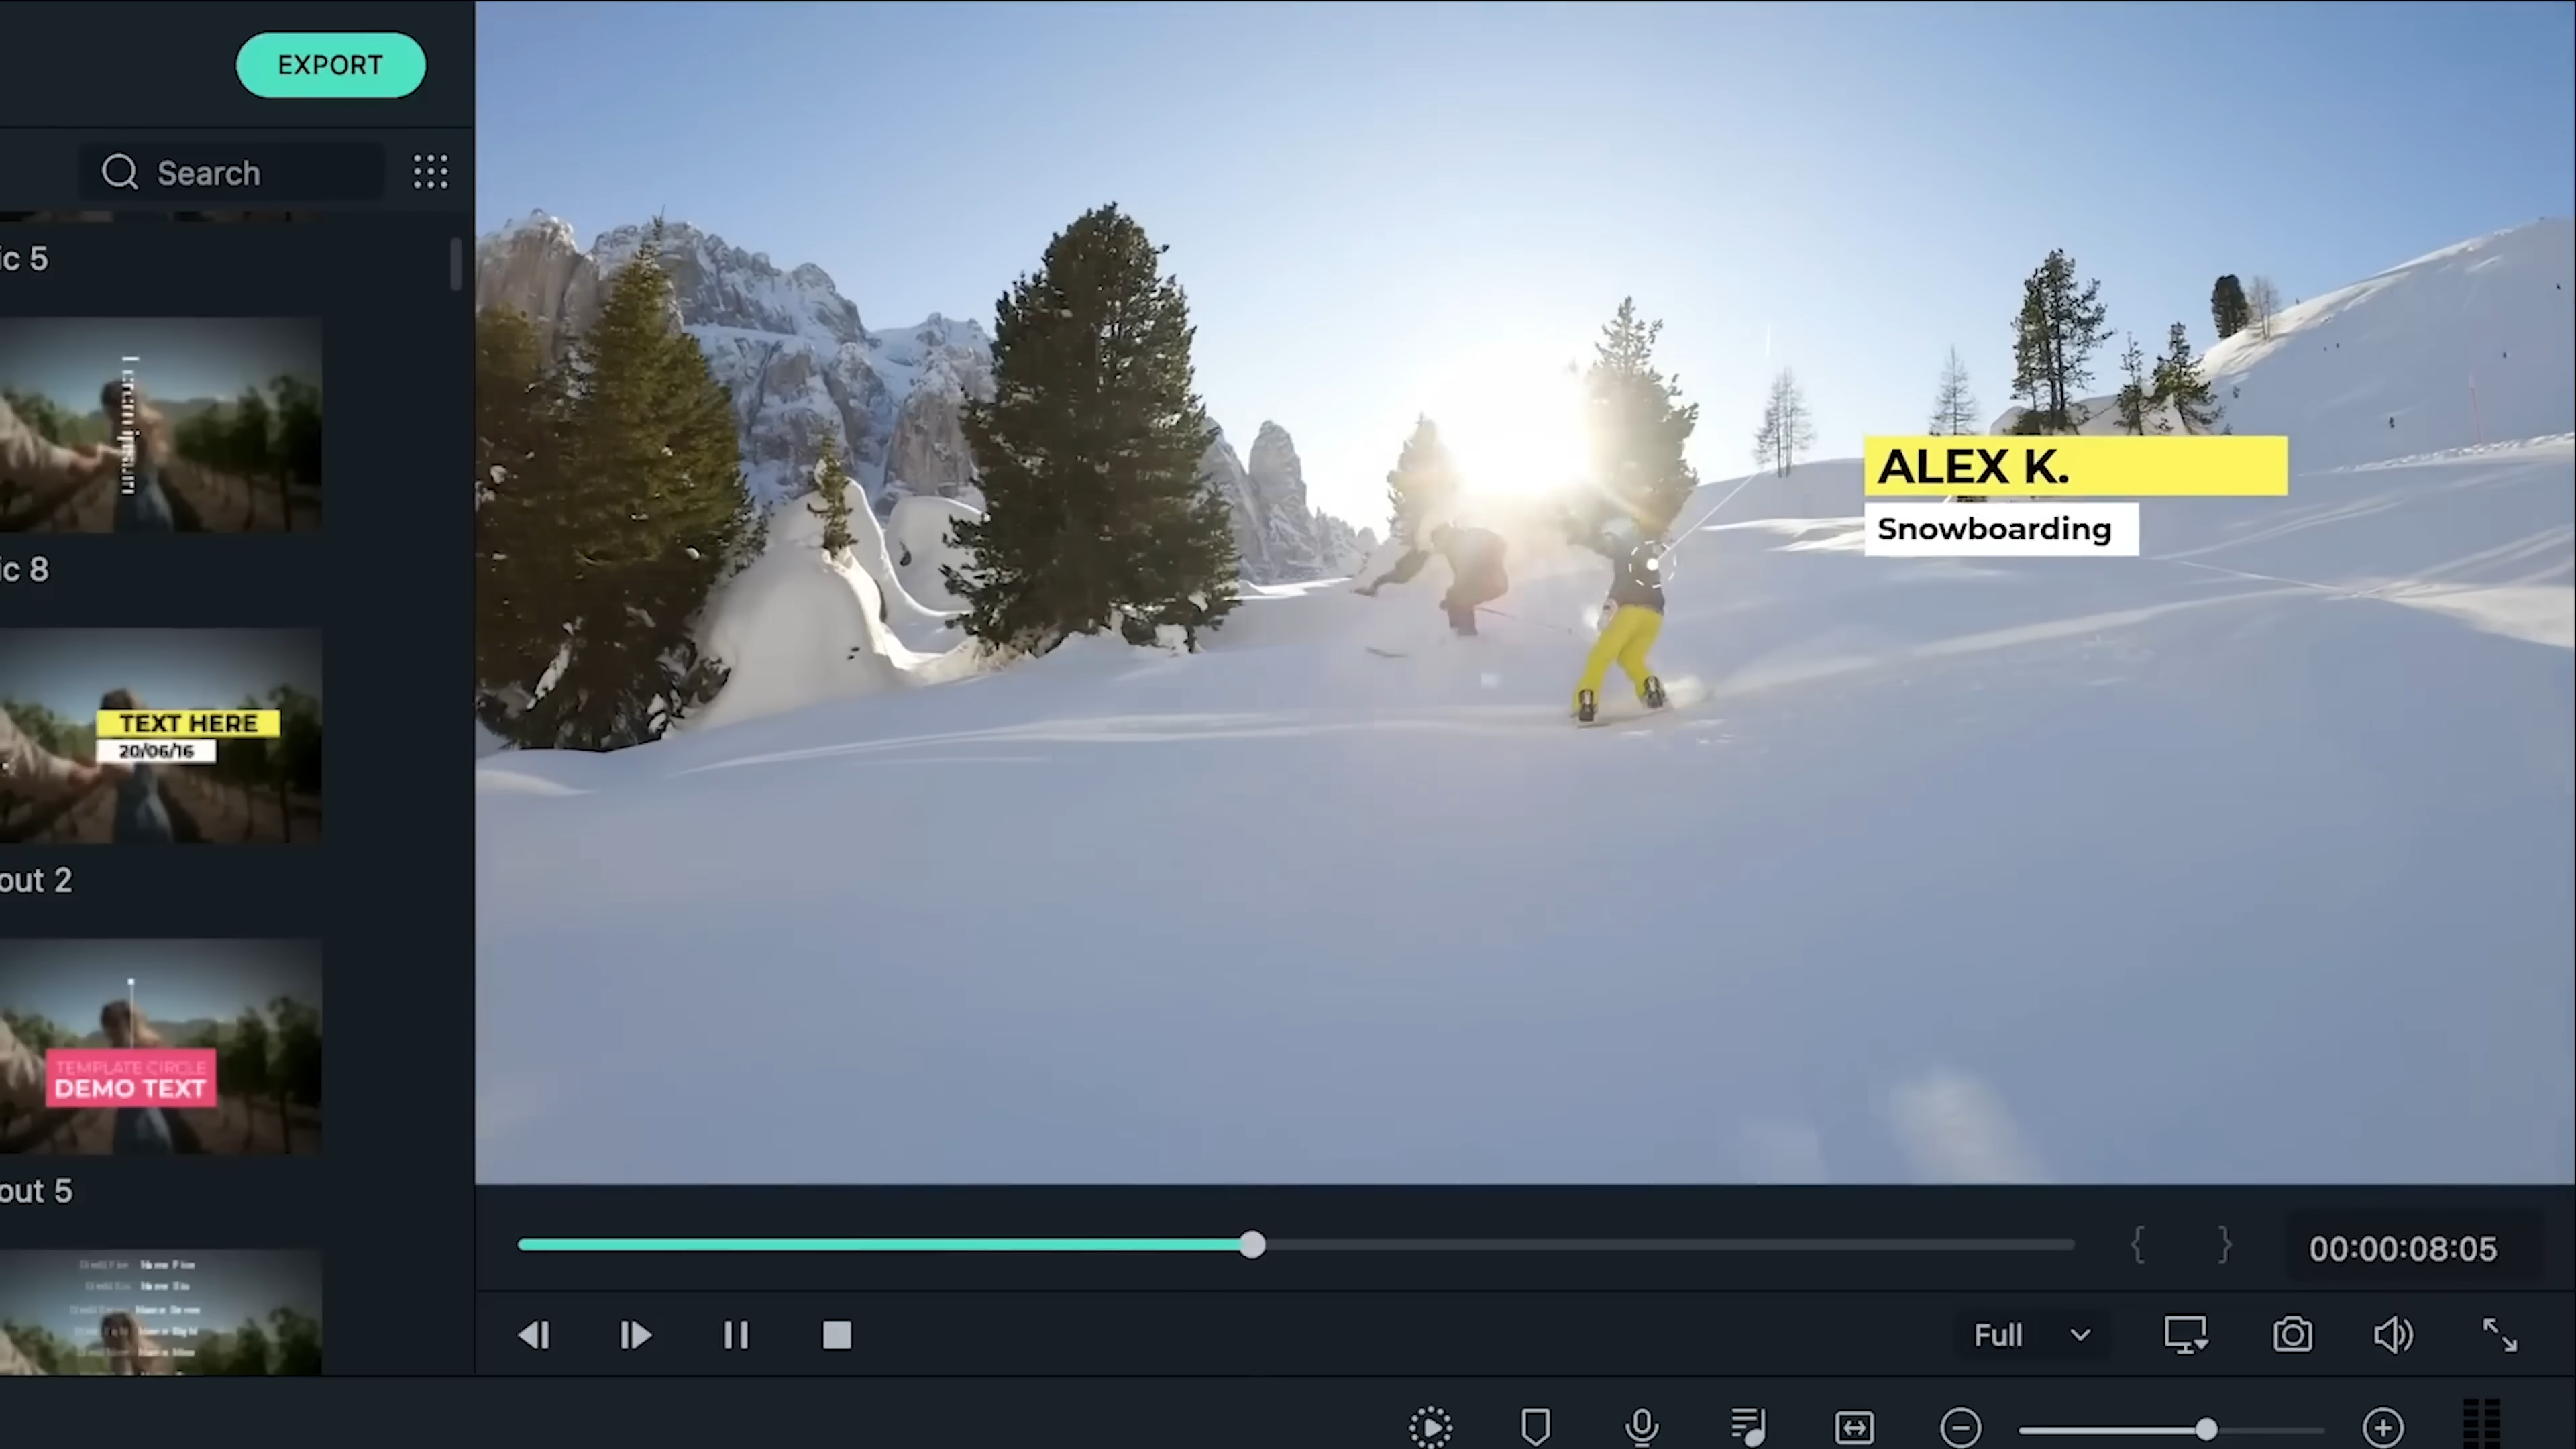 EXPORT
Search
ic 5
ic 8
TEXT HERE
20/06/16
out 2
TEMPLATE CIRCLE
DEMO TEXT
out 5
ALEX K.
Snowboarding
00:00:08:05
Full